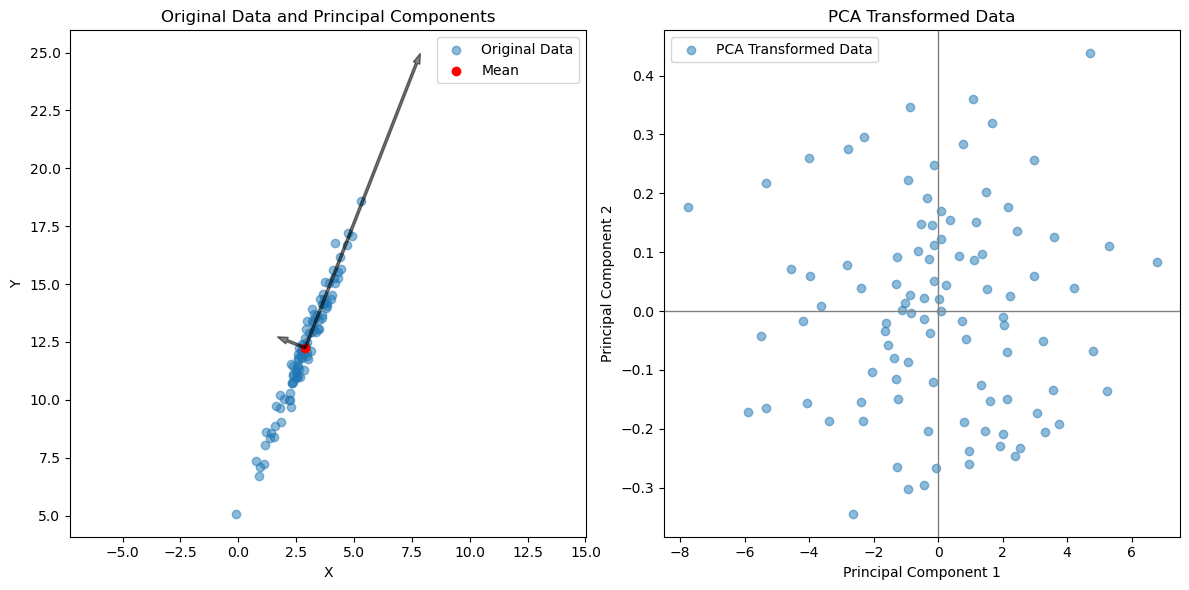 Original Data and Principal Components
Original Data
Mean
25.0
22.5
20.0
17.5
15.0
12.5
10.0
7.5
5.0
Y
−5.0 −2.5 0.0 2.5 5.0 7.5 10.0 12.5 15.0
X
PCA Transformed Data
PCA Transformed Data
0.4
0.3
0.2
0.1
0.0
−0.1
−0.2
−0.3
Principal Component 2
−8 −6 −4 −2 0 2 4 6
Principal Component 1